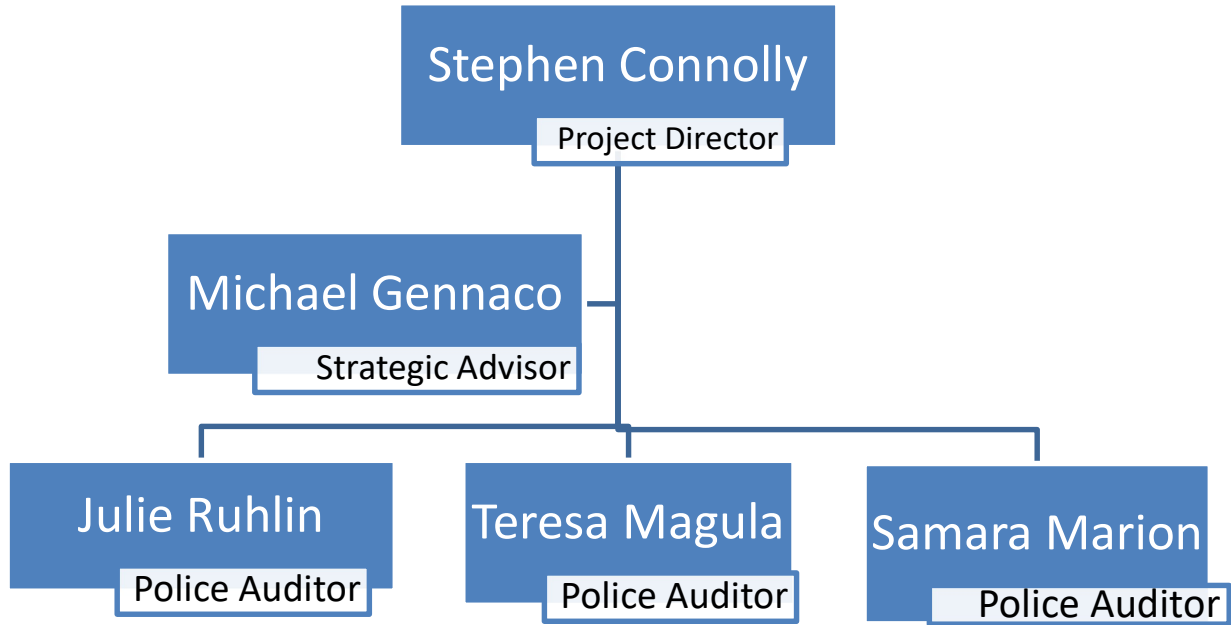 Stephen Connolly
Project Director
Michael Gennaco
Strategic Advisor
Julie Ruhlin
Police Auditor
Teresa Magula
Police Auditor
Samara Marion
Police Auditor